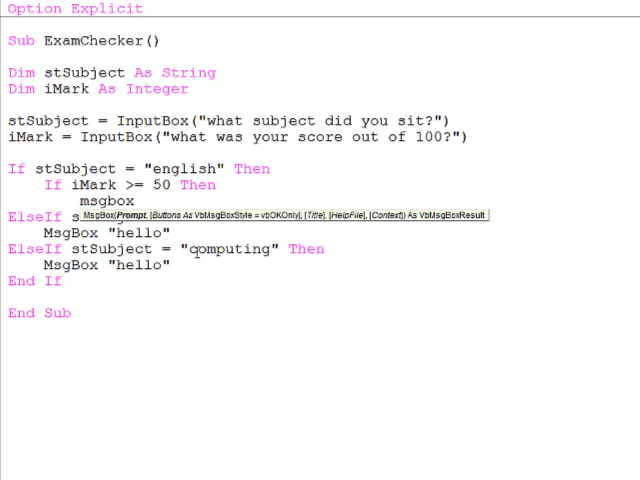 Option Explicit
Sub ExamChecker()
Dim stSubject As String
Dim iMark As Integer
stSubject = InputBox("what subject did you sit?")
iMark = InputBox("what was your score out of 100?")
If stSubject = "english" Then
If iMark >= 50 Then
msgbox
MsgBox(Prompt, [Buttons As VbMsgBoxStyle = vbOKOnly], [Title], [HelpFile], [Context]) As VbMsgBoxResult
ElseIf s
MsgBox "hello"
ElseIf stSubject = "computing" Then
MsgBox "hello"
End If
End Sub